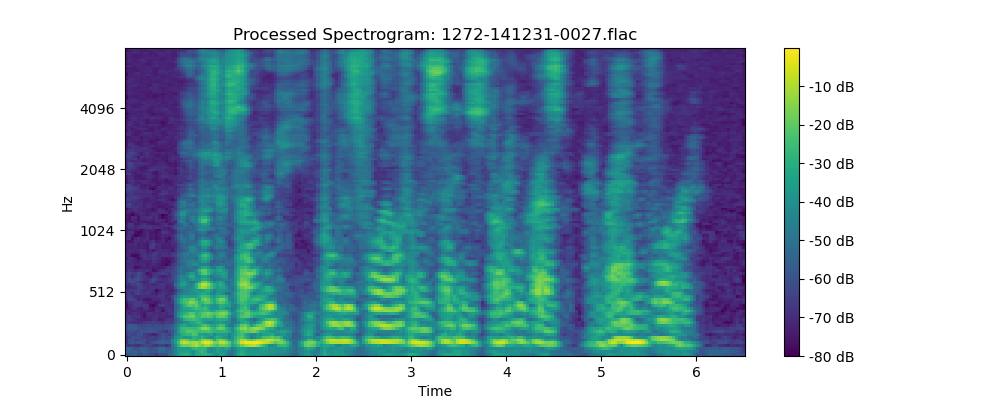 Processed Spectrogram: 1272-141231-0027.flac
Hz
4096
2048
1024
512
0
0 1 2 3 4 5 6
Time
-10 dB
-20 dB
-30 dB
-40 dB
-50 dB
-60 dB
-70 dB
-80 dB